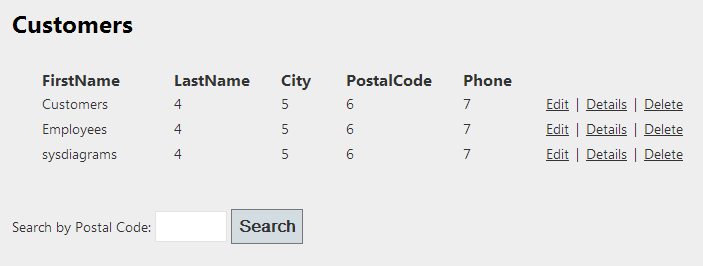 Customers
FirstName LastName City PostalCode Phone
Customers 4 5 6 7 Edit | Details | Delete
Employees 4 5 6 7 Edit | Details | Delete
sysdiagrams 4 5 6 7 Edit | Details | Delete
Search by Postal Code: Search